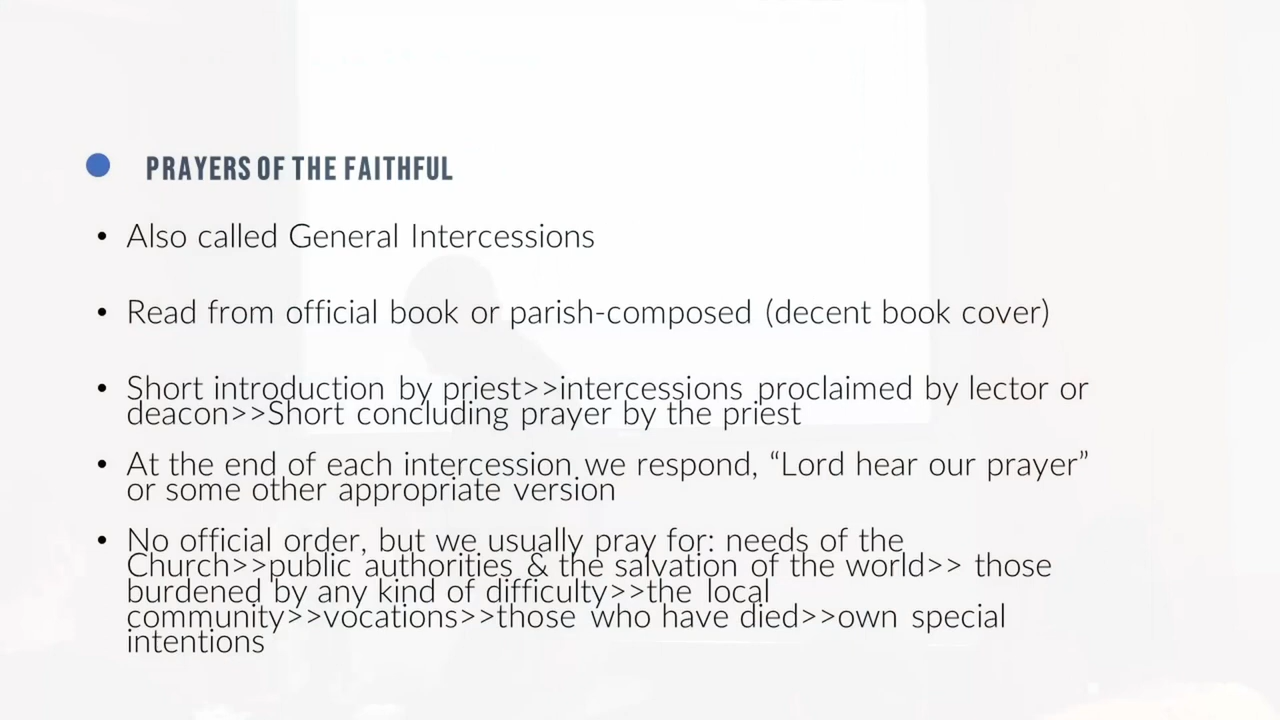 PRAYERS OF THE FAITHFUL
• Also called General Intercessions
• Read from official book or parish-composed (decent book cover)
• Short introduction by priest>>intercessions proclaimed by lector or
deacon>>Short concluding prayer by the priest
• At the end of each intercession we respond, “Lord hear our prayer”
or some other appropriate version
• No official order, but we usually pray for: needs of the
Church>>public authorities & the salvation of the world>> those
burdened by any kind of difficulty>>the local
community>>vocations>>those who have died>>own special
intentions